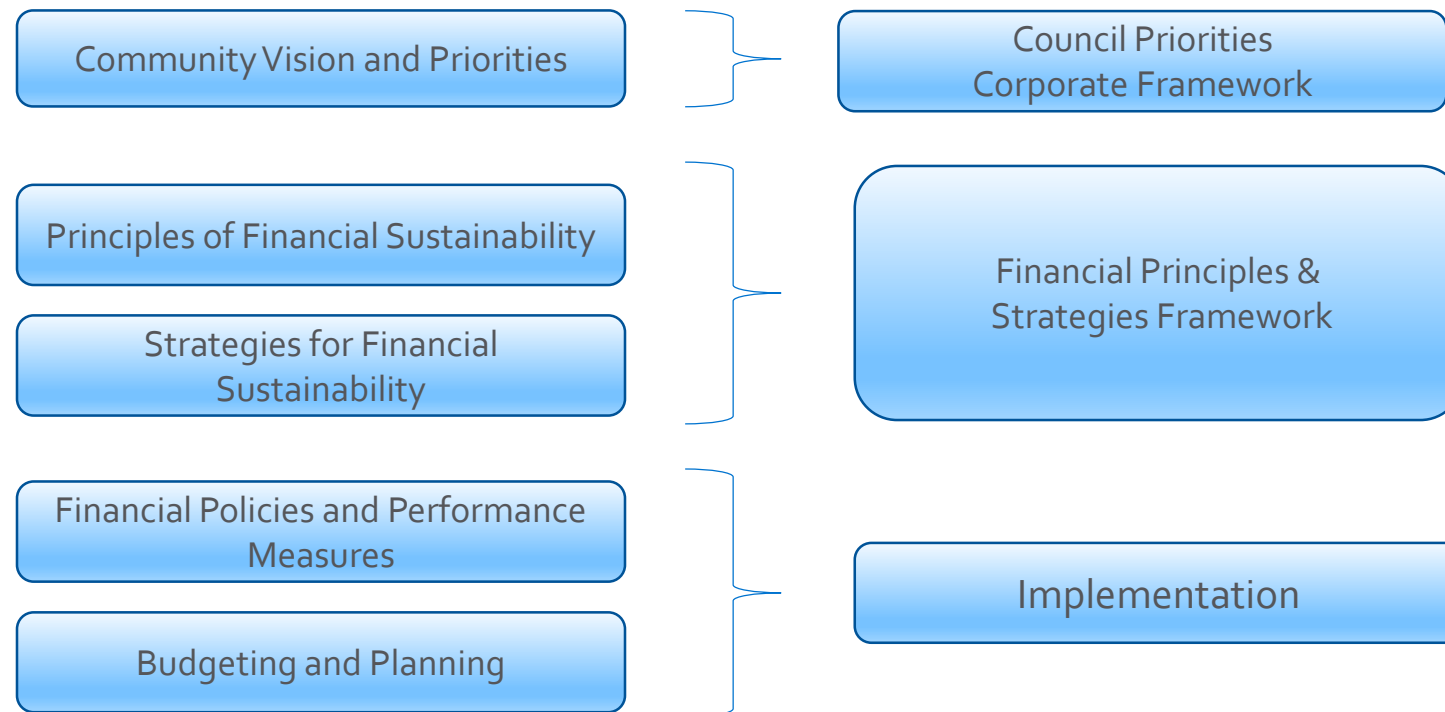 Community Vision and Priorities
Council Priorities
Corporate Framework
Principles of Financial Sustainability
Strategies for Financial
Sustainability
Financial Principles &
Strategies Framework
Financial Policies and Performance
Measures
Budgeting and Planning
Implementation